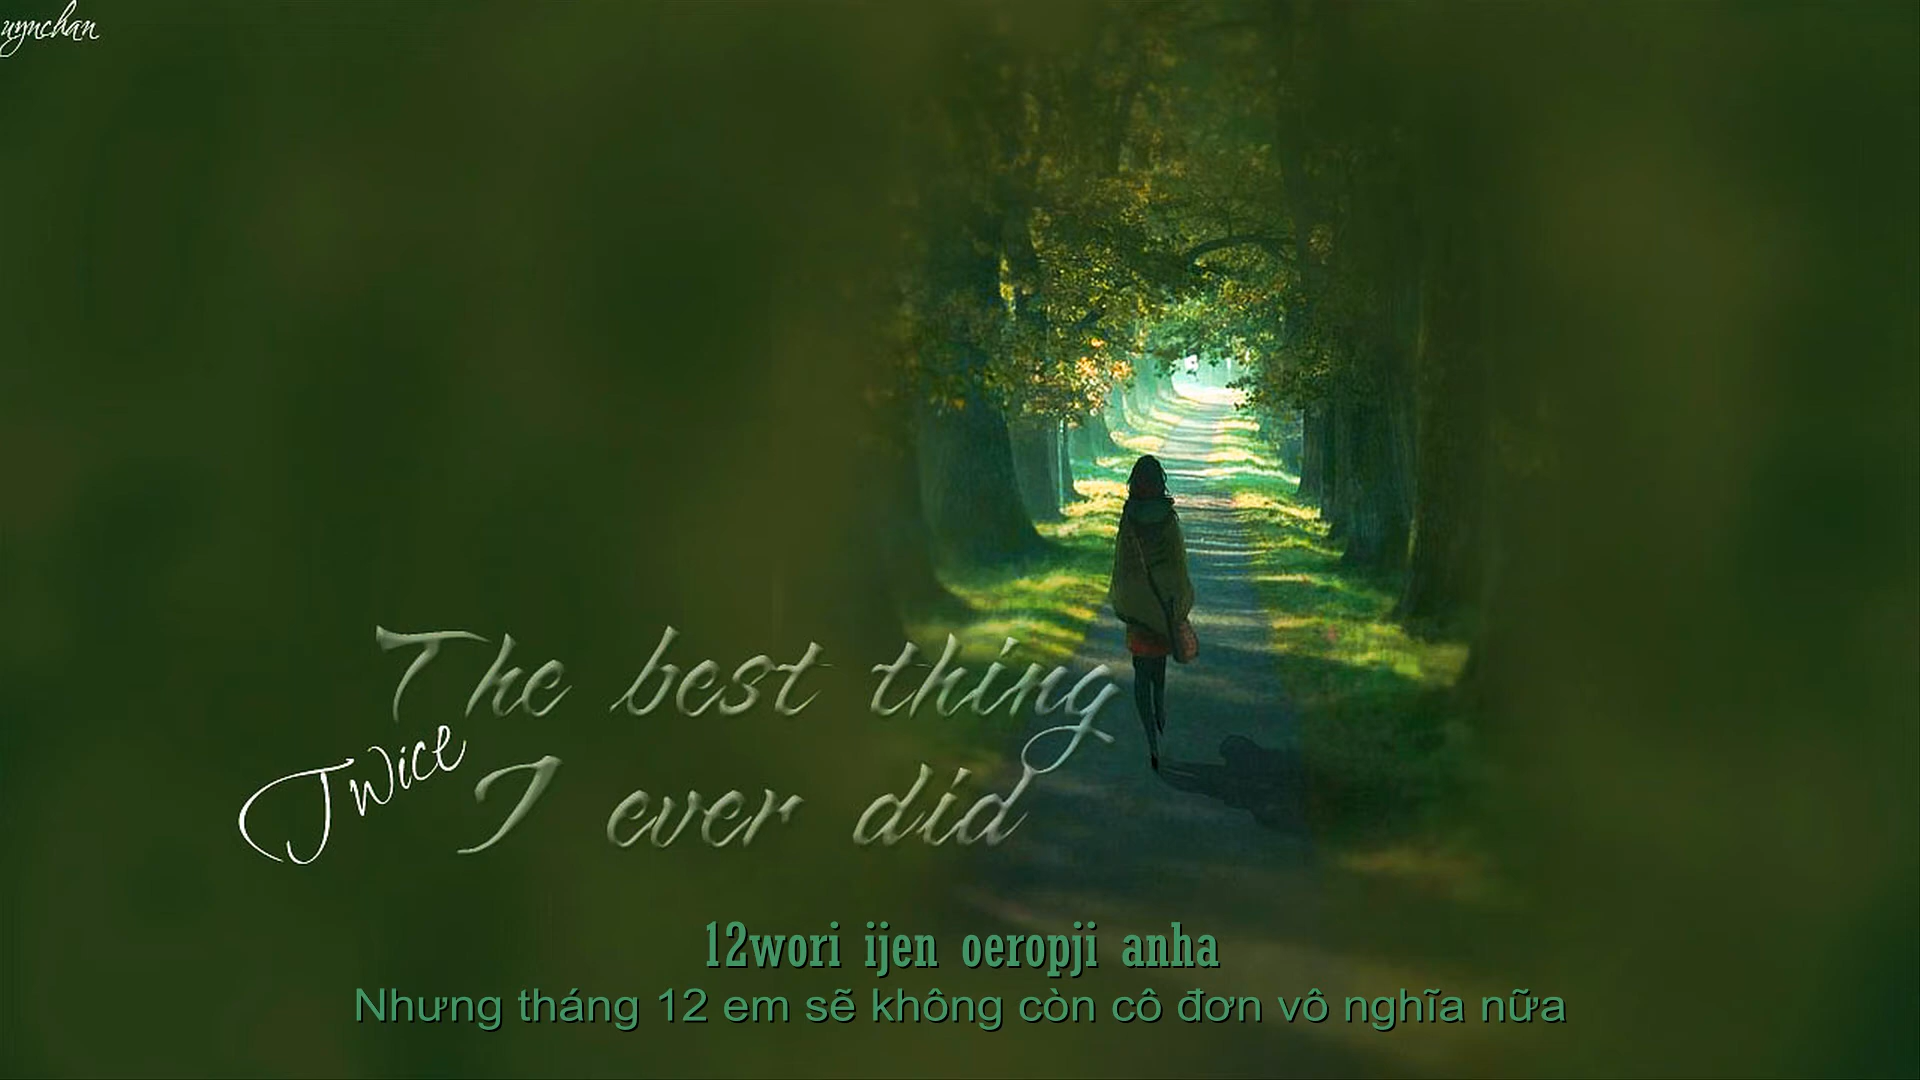 uynchan
The best thing
Twice
I ever did
12wori ijen oeropji anha
Nhưng tháng 12 em sẽ không còn cô đơn vô nghĩa nữa